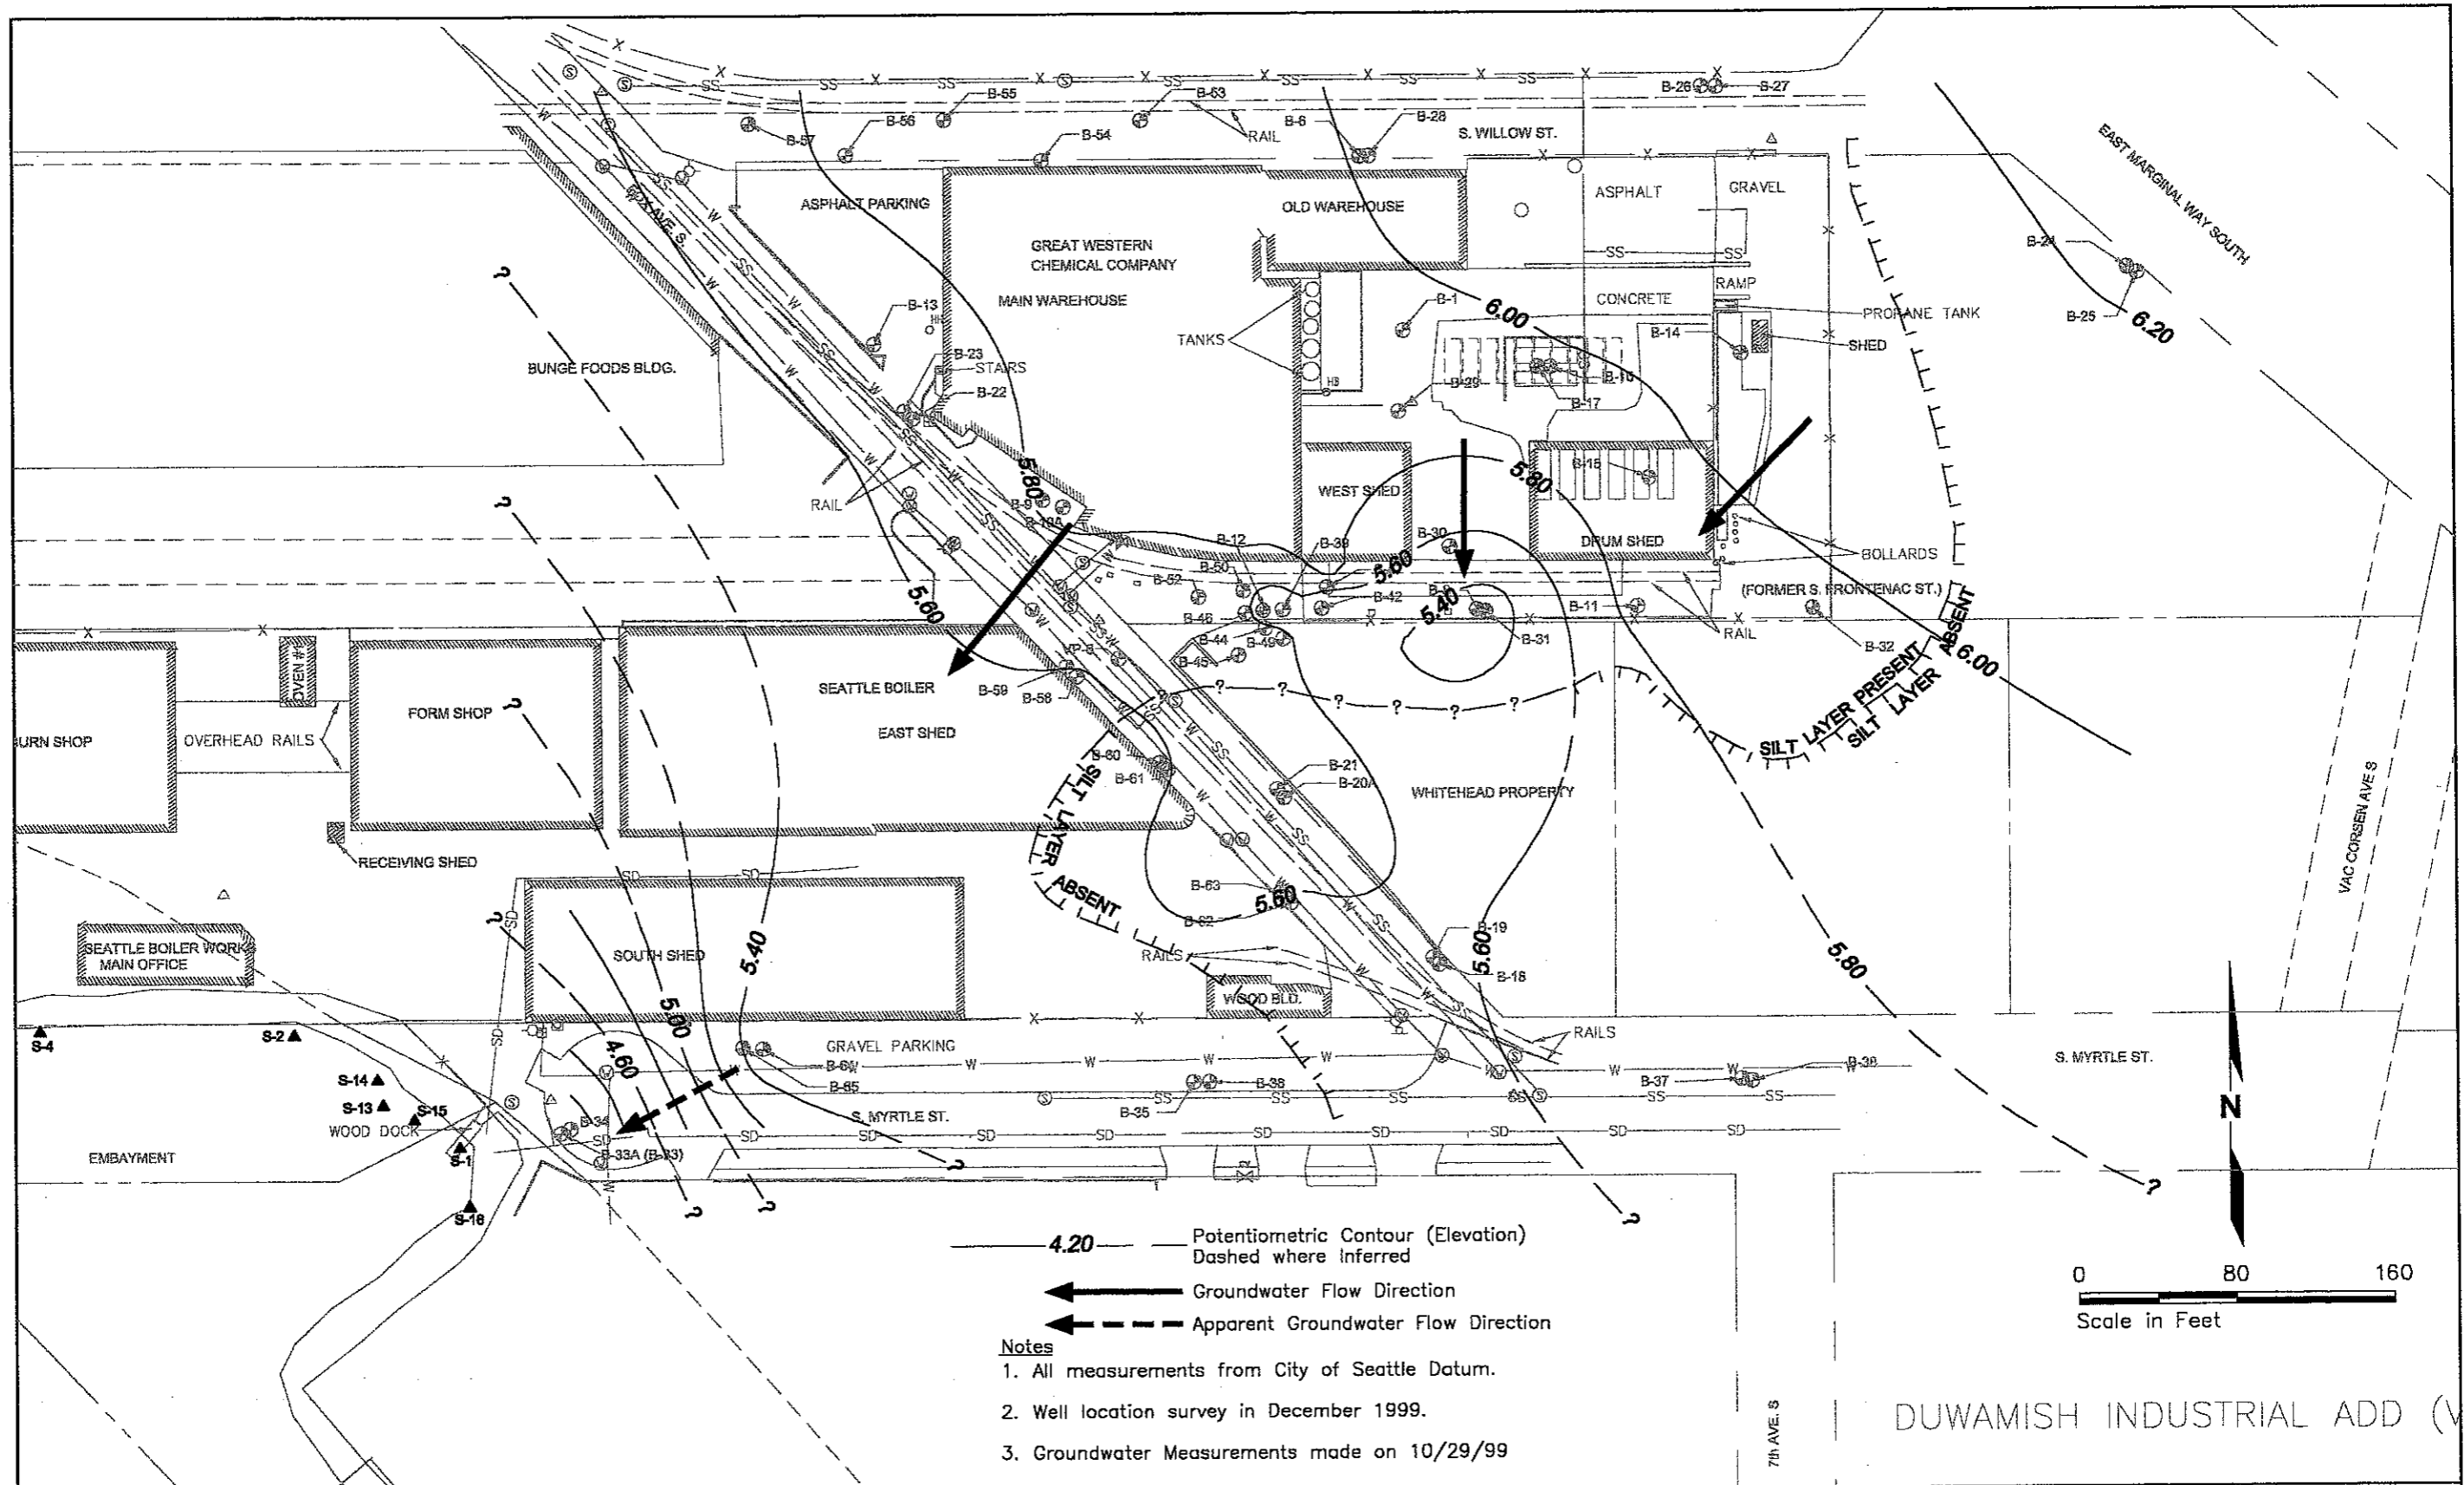 B-55
B-63
B-26
B-27
B-57
B-56
B-54
RAIL
B-6
B-28
S. WILLOW ST.
EAST MARGINAL WAY SOUTH
ASPHALT PARKING
OLD WAREHOUSE
ASPHALT
GRAVEL
GREAT WESTERN
CHEMICAL COMPANY
MAIN WAREHOUSE
B-24
B-25
6.20
B-13
B-1
6.00
CONCRETE
RAMP
PROPANE TANK
TANKS
B-14
SHED
BUNGE FOODS BLDG.
B-23
STAIRS
B-22
HB
B-29
B-16
B-17
5.80
RAIL
B-9
B-10A
WEST SHED
5.80
B-15
B-12
B-39
B-30
DRUM SHED
BOLLARDS
B-50
B-52
5.60
(FORMER S. FRONTENAC ST.)
5.60
B-42
5.40
B-11
B-46
B-44
B-49
B-31
RAIL
B-32
B-45
6.00
SILT LAYER PRESENT
SILT LAYER ABSENT
OVEN #
FORM SHOP
SEATTLE BOILER
EAST SHED
B-59
B-58
URN SHOP
OVERHEAD RAILS
B-60
B-61
B-21
B-20A
WHITEHEAD PROPERTY
VAC CORSEN AVE S
SILT LAYER
ABSENT
RECEIVING SHED
B-63
5.60
B-62
SEATTLE BOILER WORKS
MAIN OFFICE
SOUTH SHED
5.40
RAILS
B-19
5.60
B-18
5.80
WOOD BLD.
5.00
S-4
S-2
4.60
GRAVEL PARKING
RAILS
S. MYRTLE ST.
S-14
B-65
B-38
B-37
B-36
S-13
S-15
WOOD DOCK
B-34
S. MYRTLE ST.
B-35
EMBAYMENT
S-1
B-33A (B-33)
S-16
N
4.20
Potentiometric Contour (Elevation)
Dashed where Inferred
Groundwater Flow Direction
Apparent Groundwater Flow Direction
Notes
1. All measurements from City of Seattle Datum.
2. Well location survey in December 1999.
3. Groundwater Measurements made on 10/29/99
0 80 160
Scale in Feet
7th AVE. S
DUWAMISH INDUSTRIAL ADD (